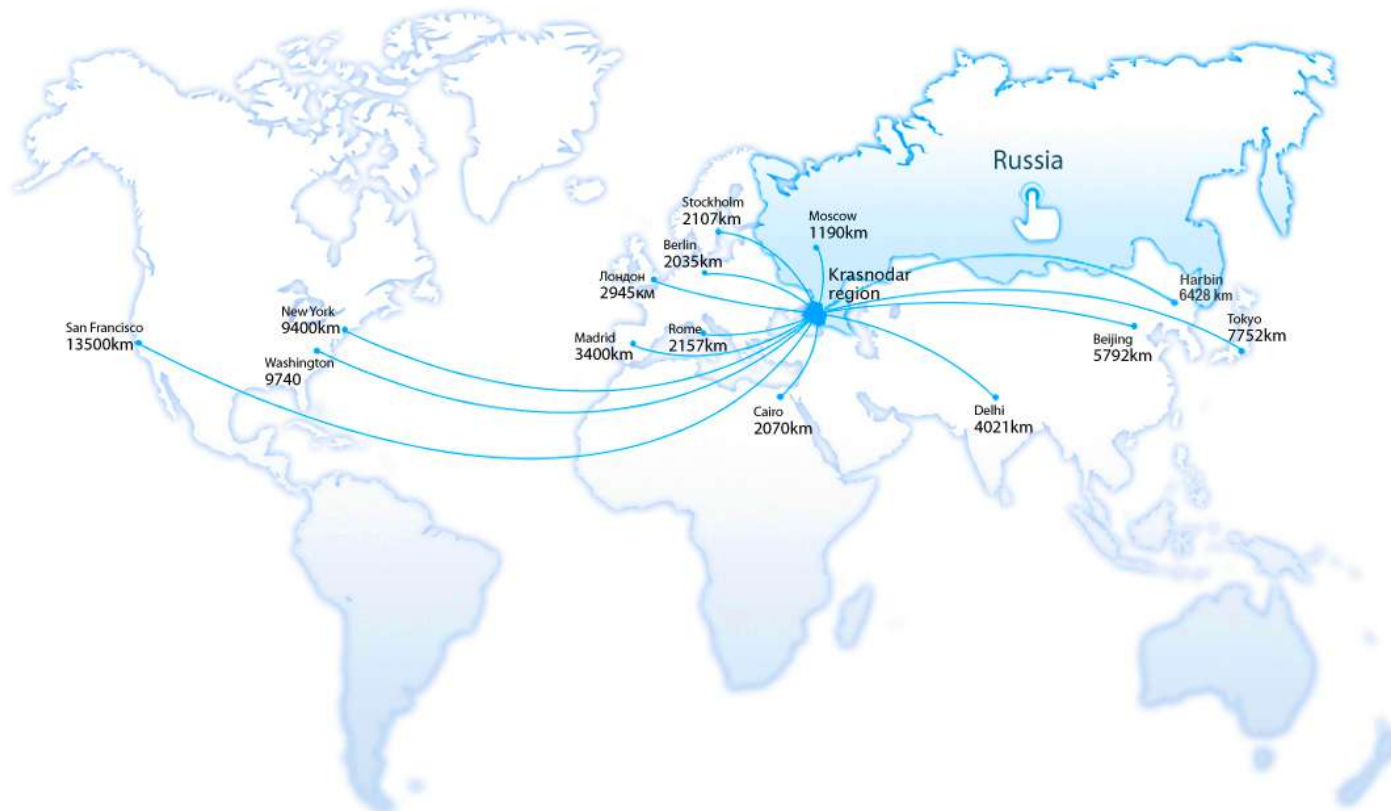 Russia
Stockholm
2107km
Moscow
1190km
Berlin
2035km
Лондон
2945км
Krasnodar
region
Harbin
6428 km
New York
9400km
San Francisco
13500km
Washington
9740
Madrid
3400km
Rome
2157km
Beijing
5792km
Tokyo
7752km
Cairo
2070km
Delhi
4021km